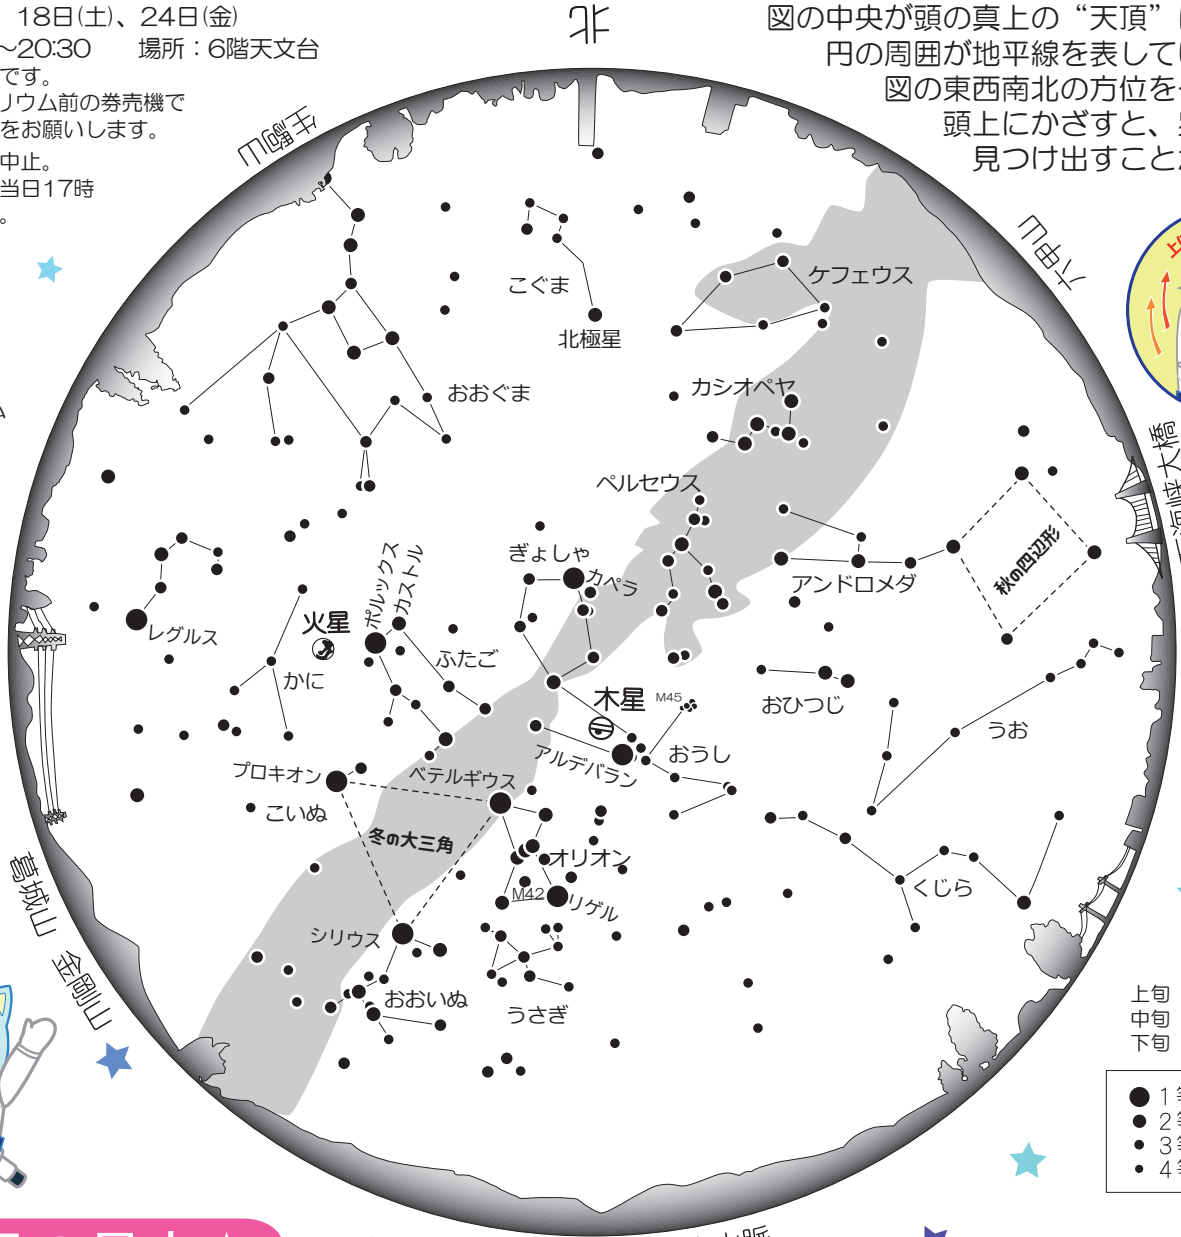 18日(土)、24日(金)
～20:30 場所：6階天文台
です。
リウム前の券売機で
をお願いします。
中止。
当日17時
。
北
図の中央が頭の真上の“天頂”
円の周囲が地平線を表して
図の東西南北の方位を
頭上にかざすと、
見つけ出すこと
生駒山
六甲山
こぐま
北極星
ケフェウス
カシオペヤ
おおぐま
ペルセウス
ぎょしゃ
カペラ
アンドロメダ
秋の四辺形
ポルックス
カストル
火星
レグルス
かに
ふたご
木星
M45
おひつじ
うお
アルデバラン
おうし
プロキオン
ベテルギウス
こいぬ
冬の大三角
オリオン
M42
リゲル
くじら
シリウス
おおいぬ
うさぎ
葛城山
金剛山
海峡大橋
上旬
中旬
下旬
1等
2等
3等
4等